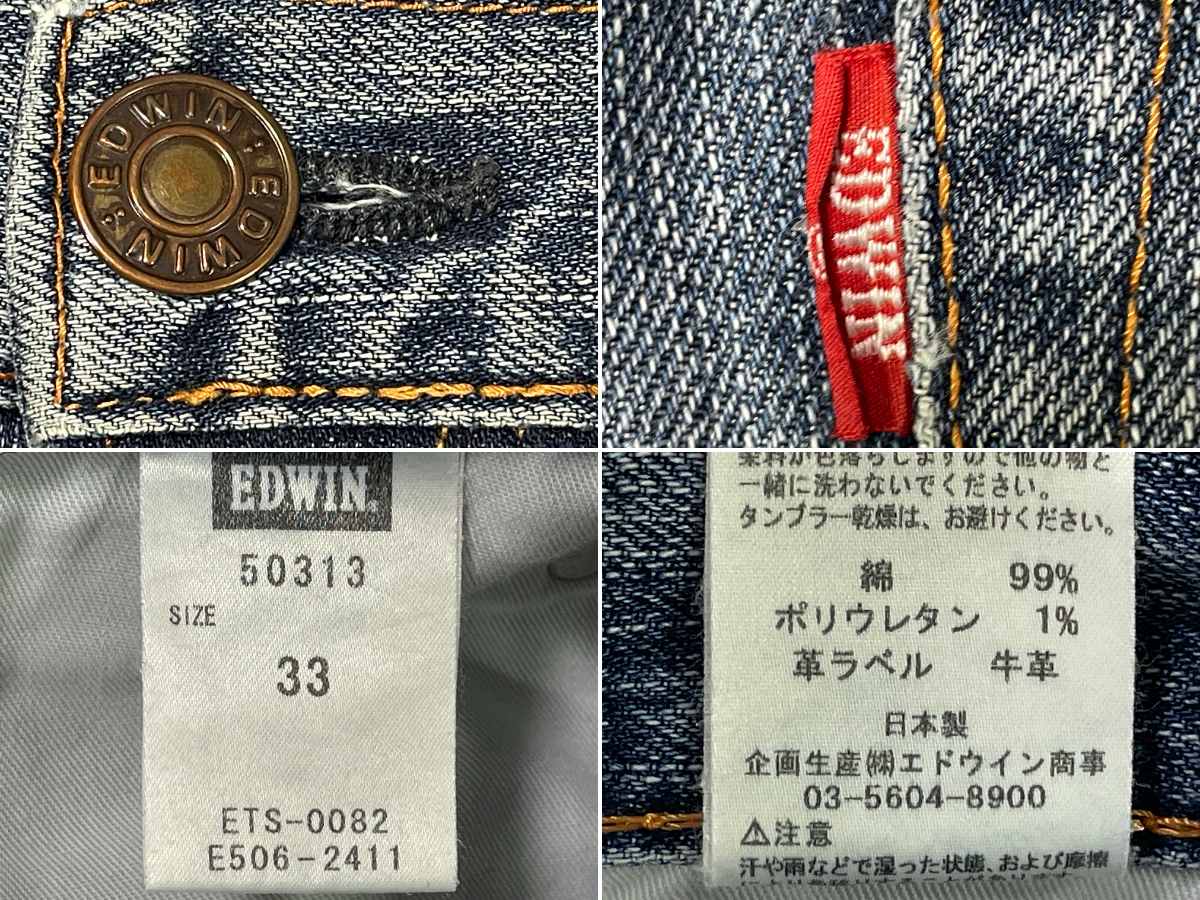 EDWIN: EDWIN:
EDWIN
EDWIN.
50313
SIZE
33
ETS-0082
E506-2411
染料が色落ちしますので他の物と
一緒に洗わないでください。
タンブラー乾燥は、お避けください。
綿 99%
ポリウレタン 1%
革ラベル 牛革
日本製
企画生産㈱エドウイン商事
03-5604-8900
⚠注意
汗や雨などで湿った状態、および摩擦